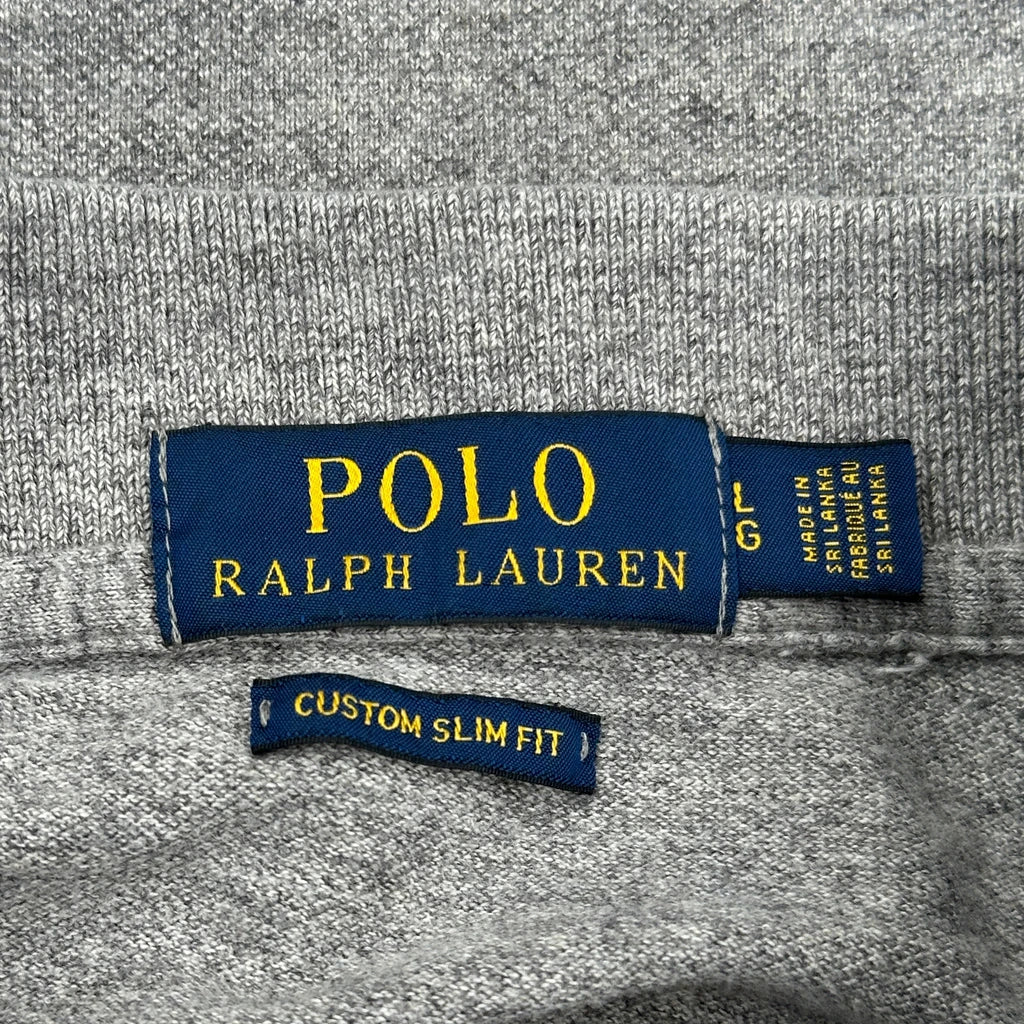 POLO
RALPH LAUREN
L
G
MADE IN
SRI LANKA
FABRIQUÉ AU
SRI LANKA
CUSTOM SLIM FIT